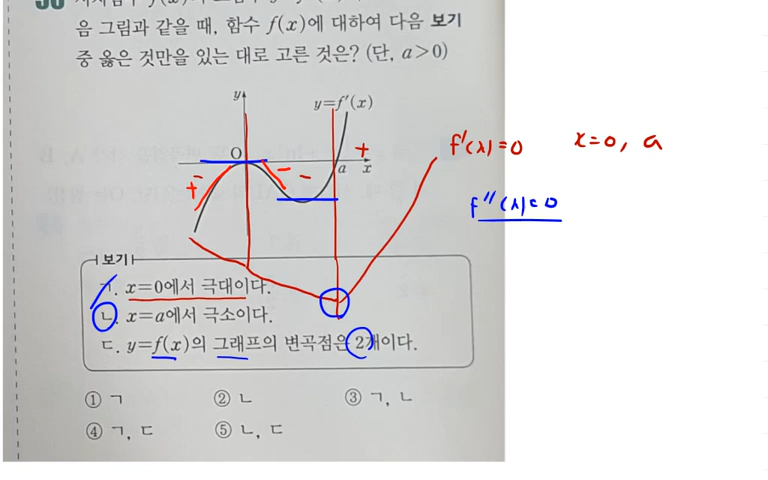 음 그림과 같을 때, 함수 f(x)에 대하여 다음 보기
중 옳은 것만을 있는 대로 고른 것은? (단, a>0)
y
y=f'(x)
O
a
x
+
-
-
-
+
f'(x)=0 x=0, a
f''(x)=0
보기
ㄱ. x=0에서 극대이다.
ㄴ. x=a에서 극소이다.
ㄷ. y=f(x)의 그래프의 변곡점은 2개이다.
① ㄱ ② ㄴ ③ ㄱ, ㄴ
④ ㄱ, ㄷ ⑤ ㄴ, ㄷ